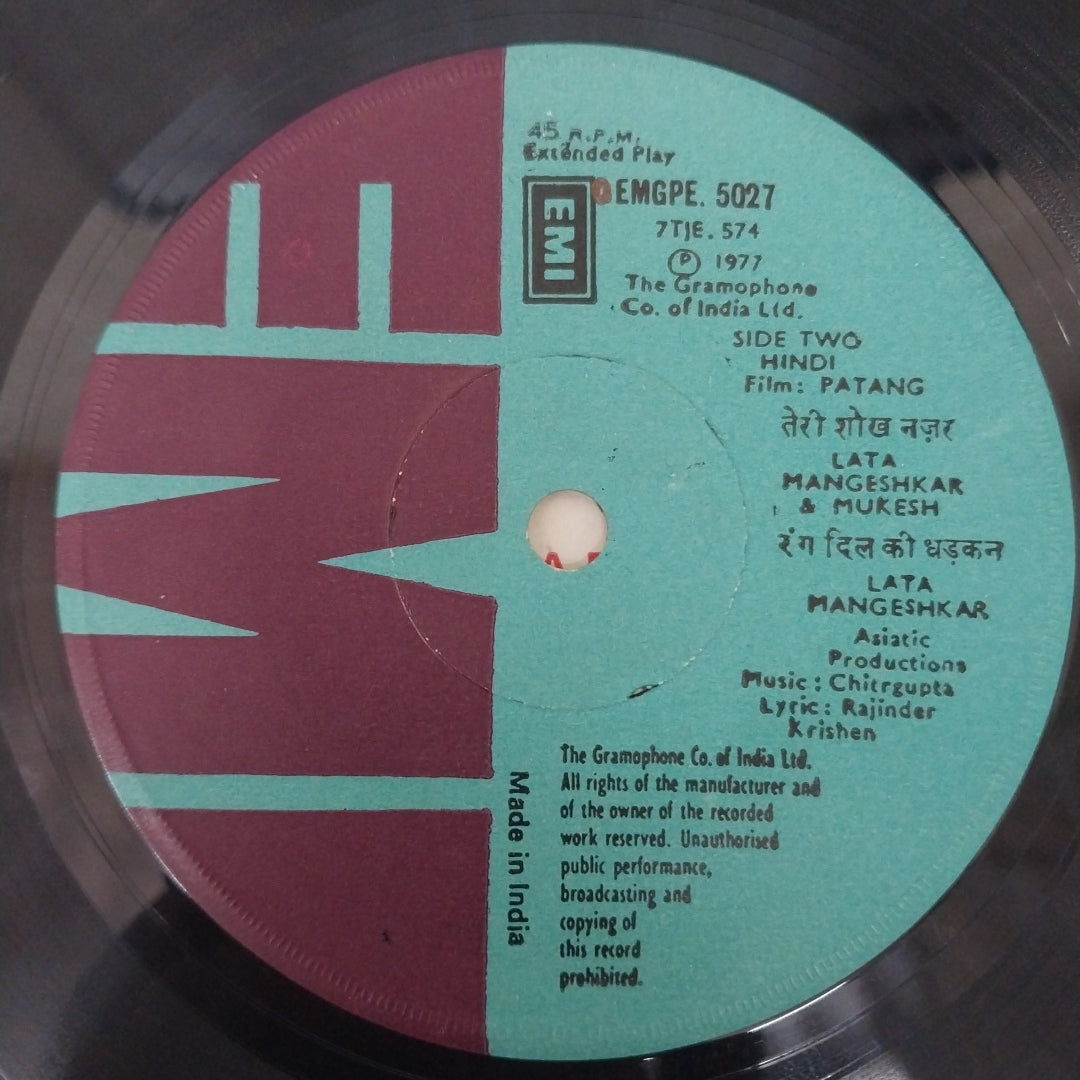 45 R.P.M.
Extended Play
EMI
EMGPE. 5027
7TJE. 574
Ⓟ 1977
The Gramophone
Co. of India Ltd.
SIDE TWO
HINDI
Film: PATANG
तेरी शोख नज़र
LATA
MANGESHKAR
& MUKESH
रंग दिल की धड़कन
LATA
MANGESHKAR
Asiatic
Productions
Music: Chitrgupta
Lyric: Rajinder
Krishen
The Gramophone Co. of India Ltd.
All rights of the manufacturer and
of the owner of the recorded
work reserved. Unauthorised
public performance,
broadcasting and
copying of
this record
prohibited.
Made in India
EMI